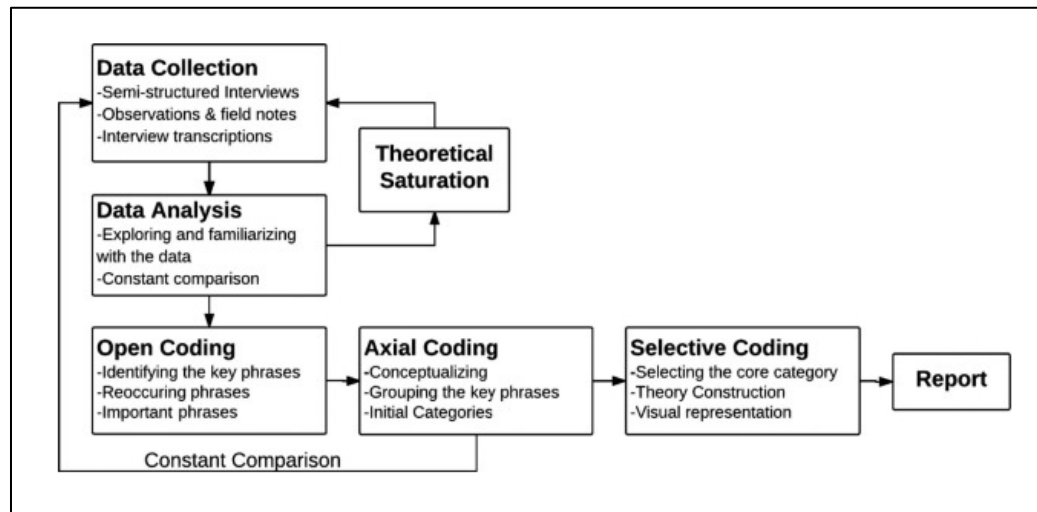 Data Collection
-Semi-structured Interviews
-Observations & field notes
-Interview transcriptions
Theoretical
Saturation
Data Analysis
-Exploring and familiarizing
with the data
-Constant comparison
Open Coding
-Identifying the key phrases
-Reoccuring phrases
-Important phrases
Axial Coding
-Conceptualizing
-Grouping the key phrases
-Initial Categories
Selective Coding
-Selecting the core category
-Theory Construction
-Visual representation
Report
Constant Comparison